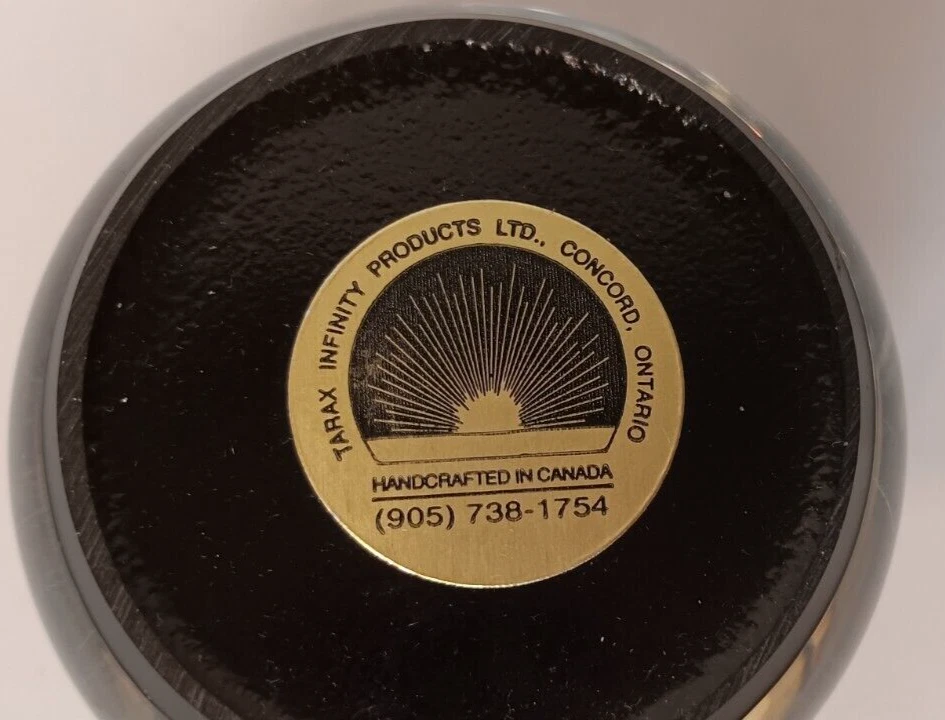 TARAX INFINITY PRODUCTS LTD., CONCORD, ONTARIO
HANDCRAFTED IN CANADA
(905) 738-1754